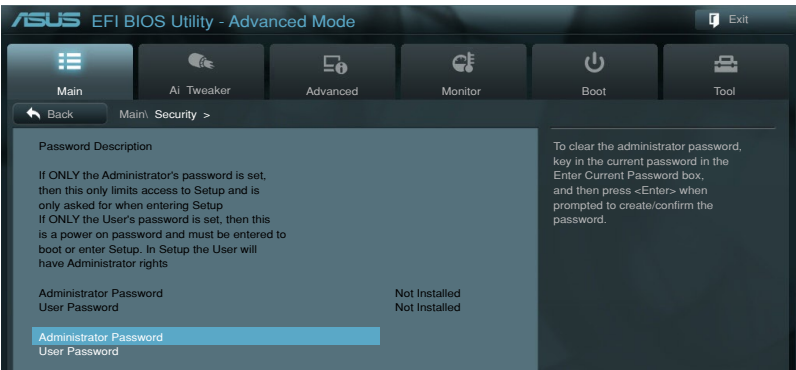 ASUS EFI BIOS Utility - Advanced Mode
Exit
Main
Ai Tweaker
Advanced
Monitor
Boot
Tool
Back
Main\ Security >
Password Description
If ONLY the Administrator's password is set,
then this only limits access to Setup and is
only asked for when entering Setup
If ONLY the User's password is set, then this
is a power on password and must be entered to
boot or enter Setup. In Setup the User will
have Administrator rights
Administrator Password Not Installed
User Password Not Installed
Administrator Password
User Password
To clear the administrator password,
key in the current password in the
Enter Current Password box,
and then press <Enter> when
prompted to create/confirm the
password.